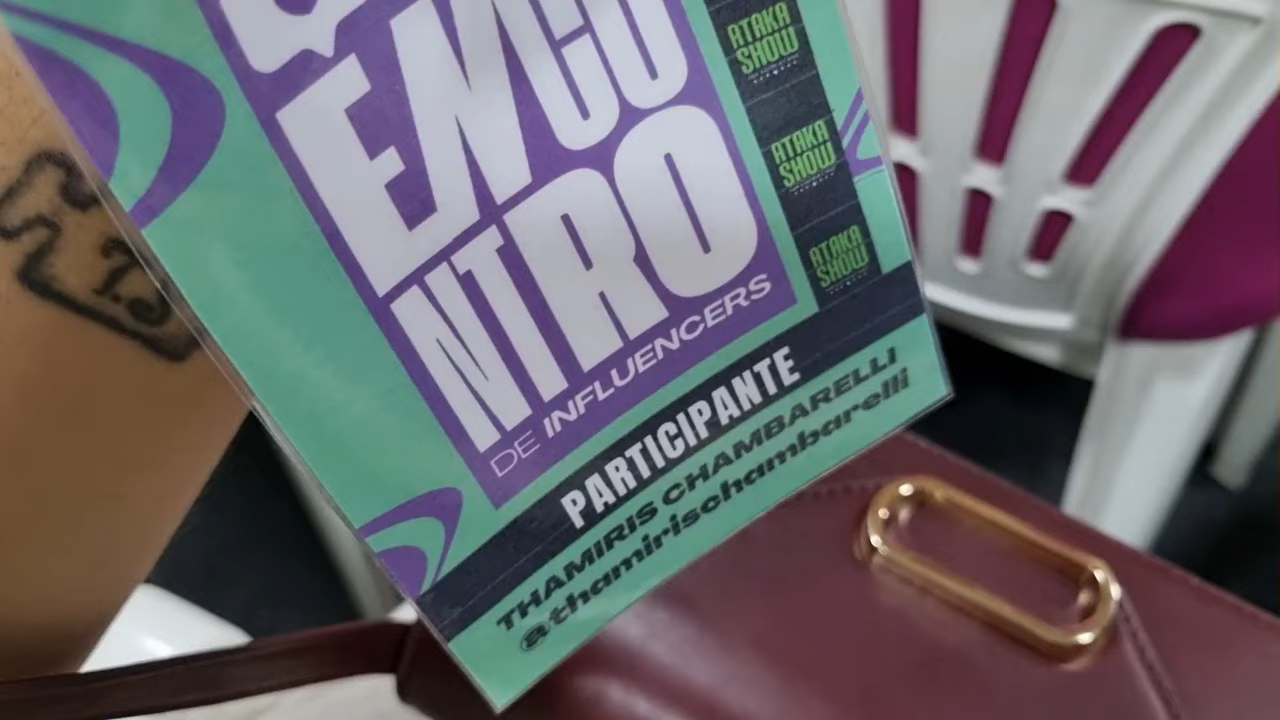 ENCO
NTRO
DE INFLUENCERS
ATAKA
SHOW
ATAKA
SHOW
ATAKA
SHOW
PARTICIPANTE
THAMIRIS CHAMBARELLI
@thamirischambarelli